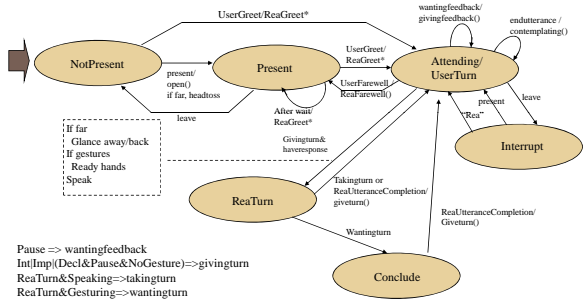 UserGreet/ReaGreet*
wantingfeedback/
givingfeedback()
endutterance /
contemplating()
NotPresent
present/
open()
if far, headtoss
Present
UserGreet/
ReaGreet*
Attending/
UserTurn
UserFarewell/
ReaFarewell()
leave
After wait/
ReaGreet*
"Rea"
present
leave
If far
Glance away/back
If gestures
Ready hands
Speak
Givingturn&
haveresponse
Interrupt
ReaTurn
Takingturn or
ReaUtteranceCompletion/
giveturn()
ReaUtteranceCompletion/
Giveturn()
Wantingturn
Conclude
Pause => wantingfeedback
Int|Imp|(Decl&Pause&NoGesture)=>givingturn
ReaTurn&Speaking=>takingturn
ReaTurn&Gesturing=>wantingturn